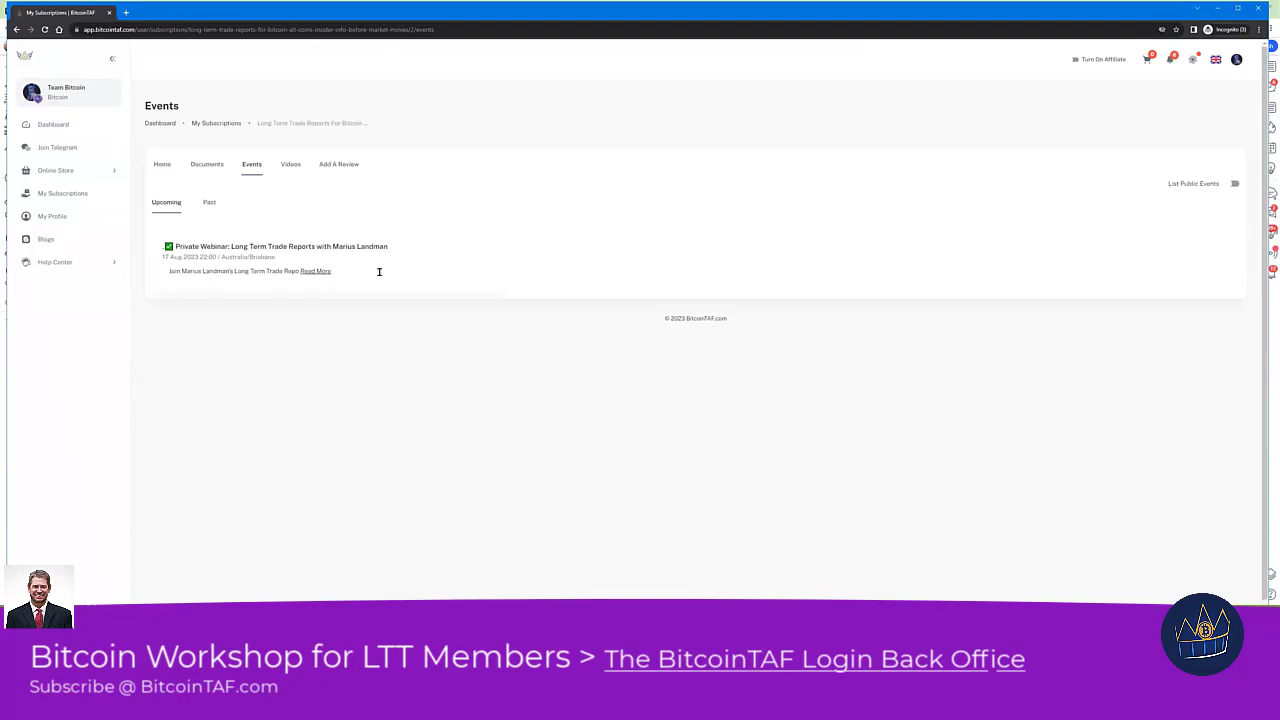 My Subscriptions | BitcoinTAF
app.bitcointaf.com/user/subscriptions/long-term-trade-reports-for-bitcoin-alt-coins-insider-info-before-market-moves/2/events
Incognito (3)
Turn On Affiliate
0
Team Bitcoin
Bitcoin
Dashboard
Join Telegram
Online Store
My Subscriptions
My Profile
Blogs
Help Center
Events
Dashboard • My Subscriptions • Long Term Trade Reports For Bitcoin ...
Home Documents Events Videos Add A Review
List Public Events
Upcoming Past
.✅ Private Webinar: Long Term Trade Reports with Marius Landman
17 Aug 2023 22:00 / Australia/Brisbane
Join Marius Landman's Long Term Trade Repo Read More
© 2023 BitcoinTAF.com
Bitcoin Workshop for LTT Members > The BitcoinTAF Login Back Office
Subscribe @ BitcoinTAF.com